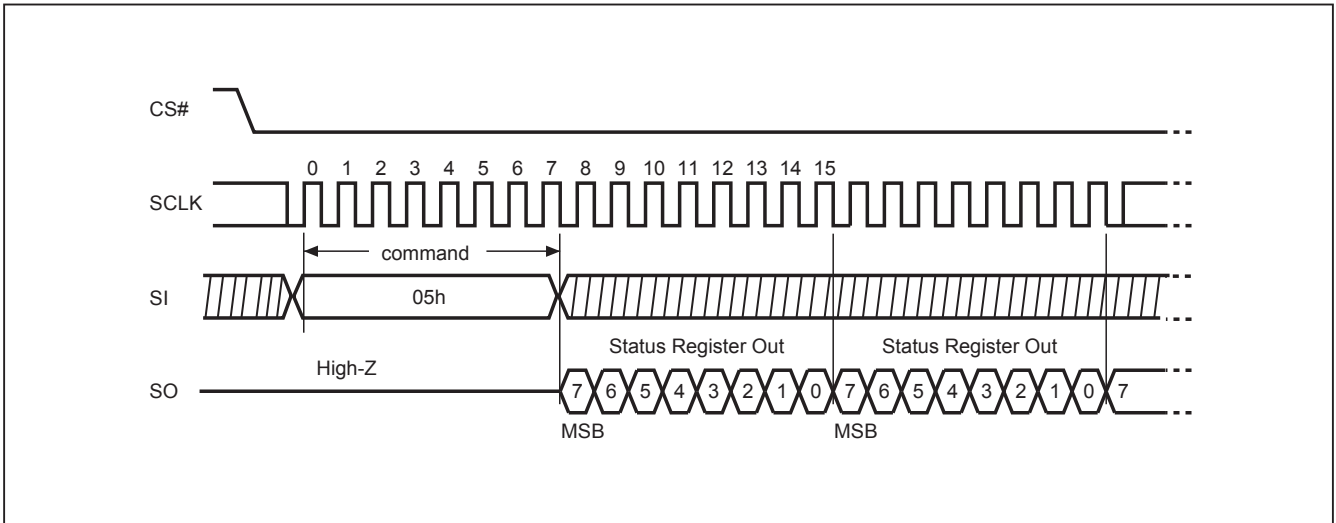 CS#
0 1 2 3 4 5 6 7 8 9 10 11 12 13 14 15
SCLK
command
SI
05h
Status Register Out Status Register Out
High-Z
SO
7 6 5 4 3 2 1 0 7 6 5 4 3 2 1 0 7
MSB MSB